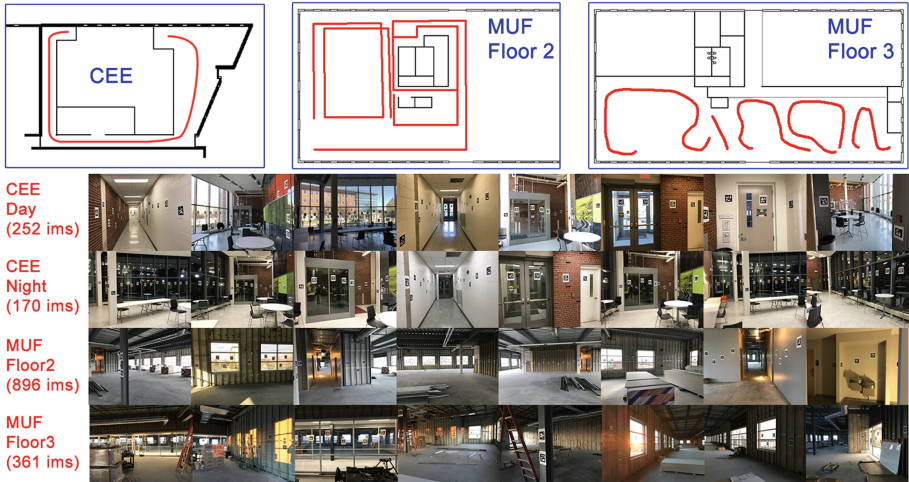 CEE
MUF
Floor 2
MUF
Floor 3
CEE
Day
(252 ims)
CEE
Night
(170 ims)
MUF
Floor2
(896 ims)
MUF
Floor3
(361 ims)